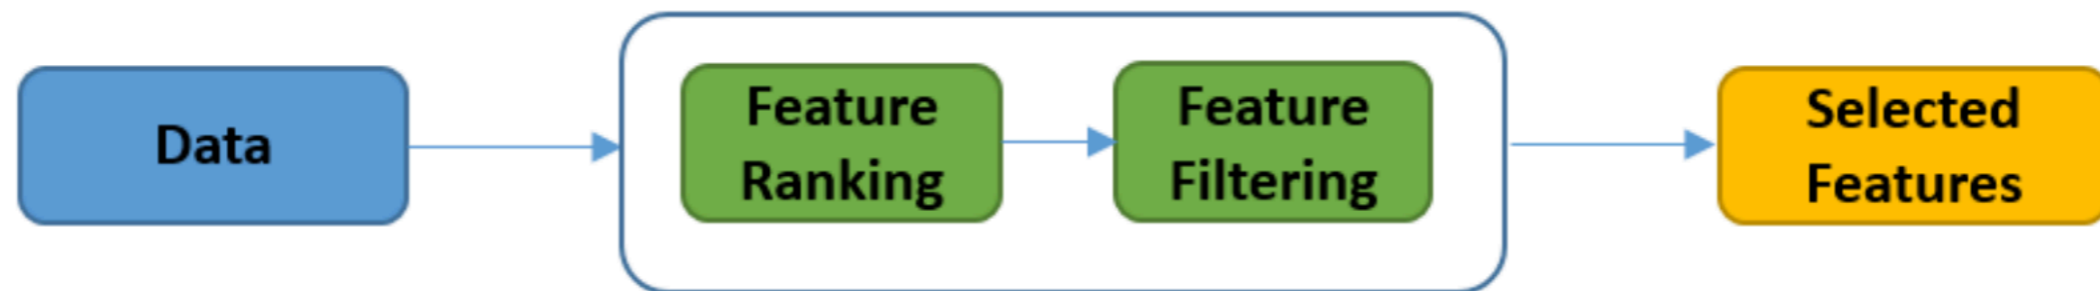 Data
Feature
Ranking
Feature
Filtering
Selected
Features